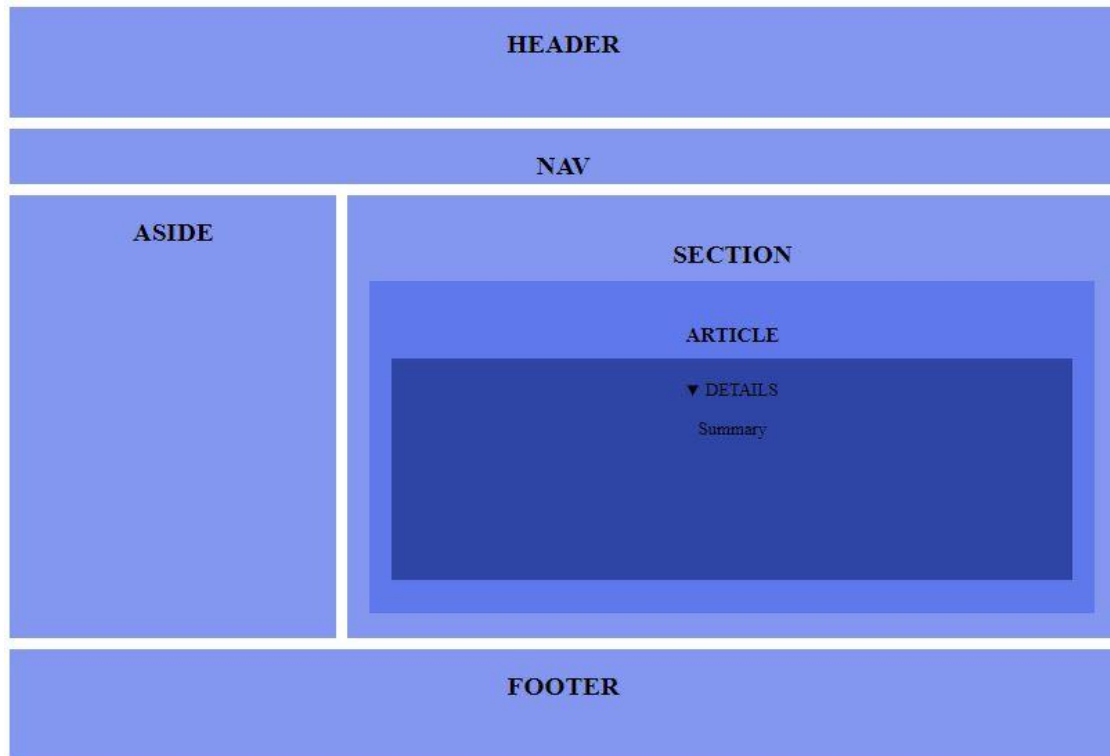 HEADER
NAV
ASIDE
SECTION
ARTICLE
▼ DETAILS
Summary
FOOTER